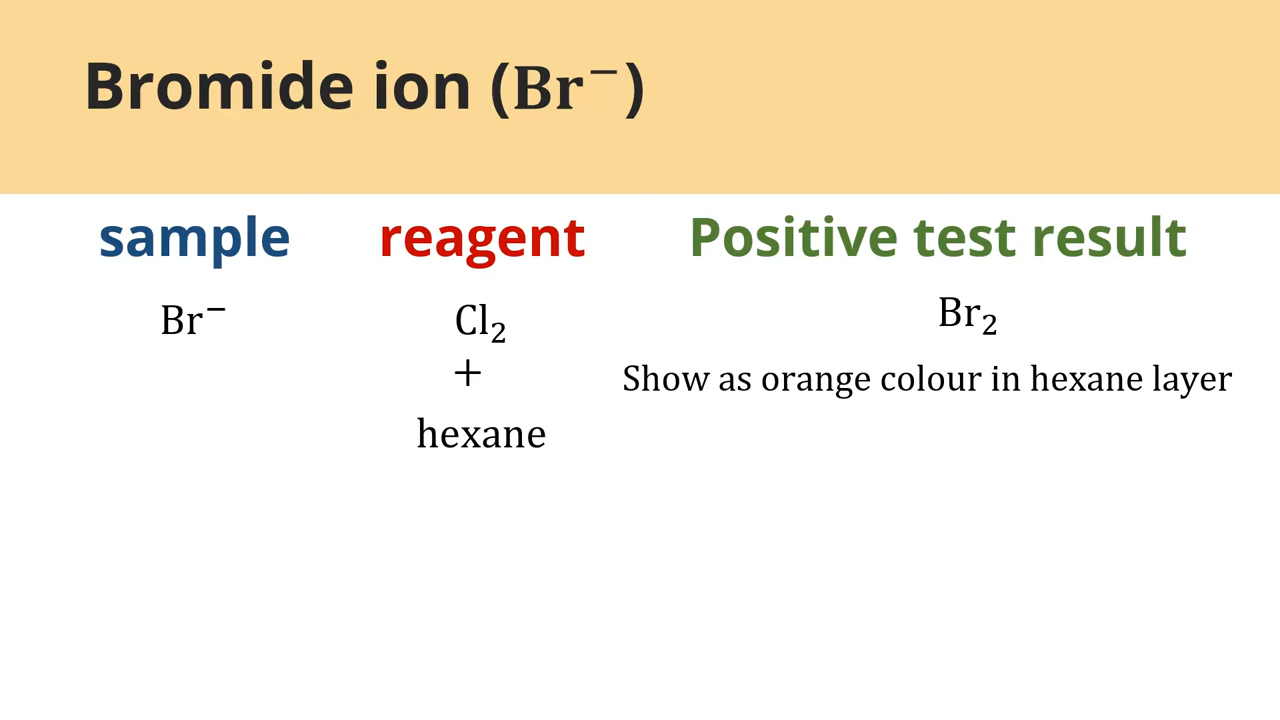 Bromide ion (Br⁻)
sample reagent Positive test result
Br⁻ Cl₂ Br₂
+ Show as orange colour in hexane layer
hexane